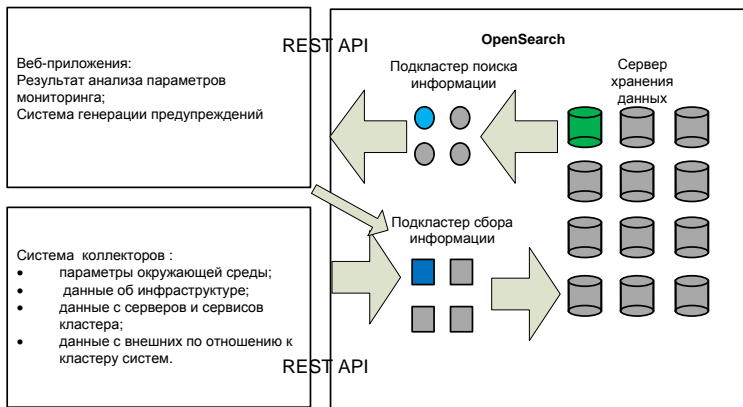 REST API
OpenSearch
Веб-приложения:
Результат анализа параметров
мониторинга;
Система генерации предупреждений
Подкластер поиска
информации
Сервер
хранения
данных
Подкластер сбора
информации
Система коллекторов :
• параметры окружающей среды;
• данные об инфраструктуре;
• данные с серверов и сервисов
кластера;
• данные с внешних по отношению к
кластеру систем.
REST API